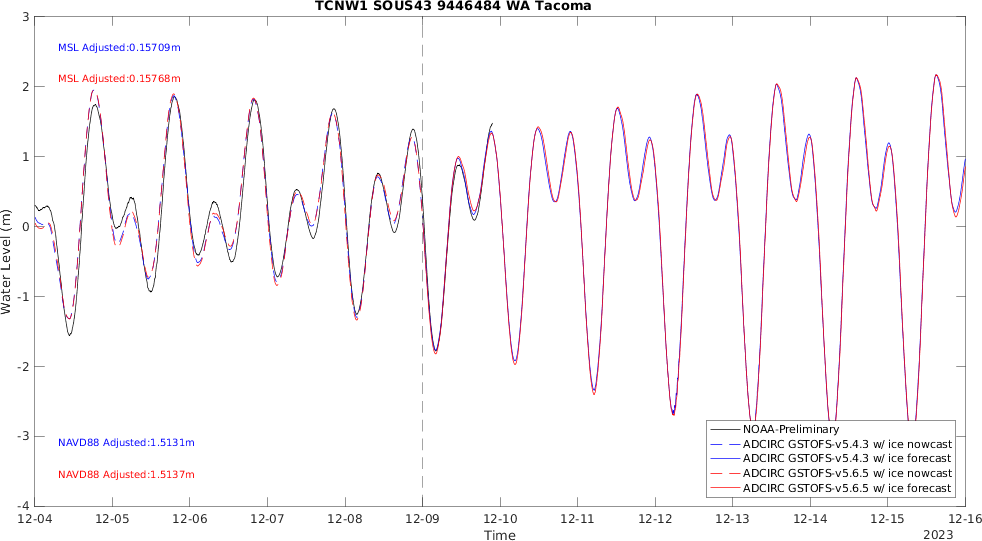 TCNW1 SOUS43 9446484 WA Tacoma
3
MSL Adjusted:0.15709m
MSL Adjusted:0.15768m
2
1
0
Water Level (m)
-1
-2
-3
NAVD88 Adjusted:1.5131m
NAVD88 Adjusted:1.5137m
-4
NOAA-Preliminary
ADCIRC GSTOFS-v5.4.3 w/ ice nowcast
ADCIRC GSTOFS-v5.4.3 w/ ice forecast
ADCIRC GSTOFS-v5.6.5 w/ ice nowcast
ADCIRC GSTOFS-v5.6.5 w/ ice forecast
12-04 12-05 12-06 12-07 12-08 12-09 12-10 12-11 12-12 12-13 12-14 12-15 12-16
Time 2023